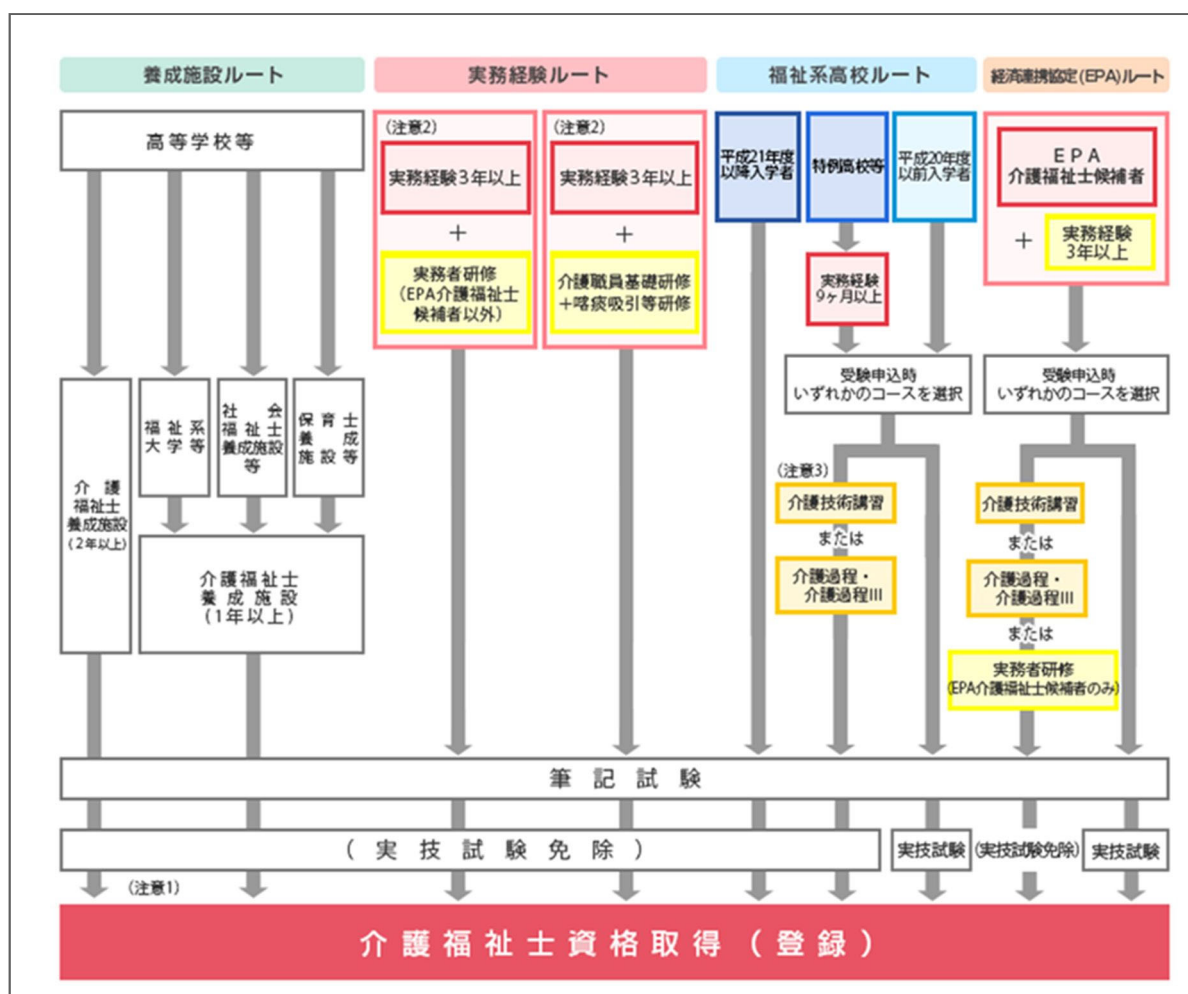 養成施設ルート
実務経験ルート
福祉系高校ルート
経済連携協定(EPA)ルート
高等学校等
(注意2)
実務経験3年以上
+
実務者研修
(EPA介護福祉士
候補者以外)
(注意2)
実務経験3年以上
+
介護職員基礎研修
+喀痰吸引等研修
平成21年度
以降入学者
特例高校等
平成20年度
以前入学者
実務経験
9ヶ月以上
EPA
介護福祉士候補者
+
実務経験
3年以上
受験申込時
いずれかのコースを選択
受験申込時
いずれかのコースを選択
介護
福祉士
養成施設
(2年以上)
福祉系
大学等
社会
福祉士
養成施設
等
保育士
養成
施設等
介護福祉士
養成施設
(1年以上)
(注意3)
介護技術講習
または
介護過程・
介護過程III
介護技術講習
または
介護過程・
介護過程III
または
実務者研修
(EPA介護福祉士候補者のみ)
筆記試験
(実技試験免除)
実技試験
(実技試験免除)
実技試験
(注意1)
介護福祉士資格取得(登録)